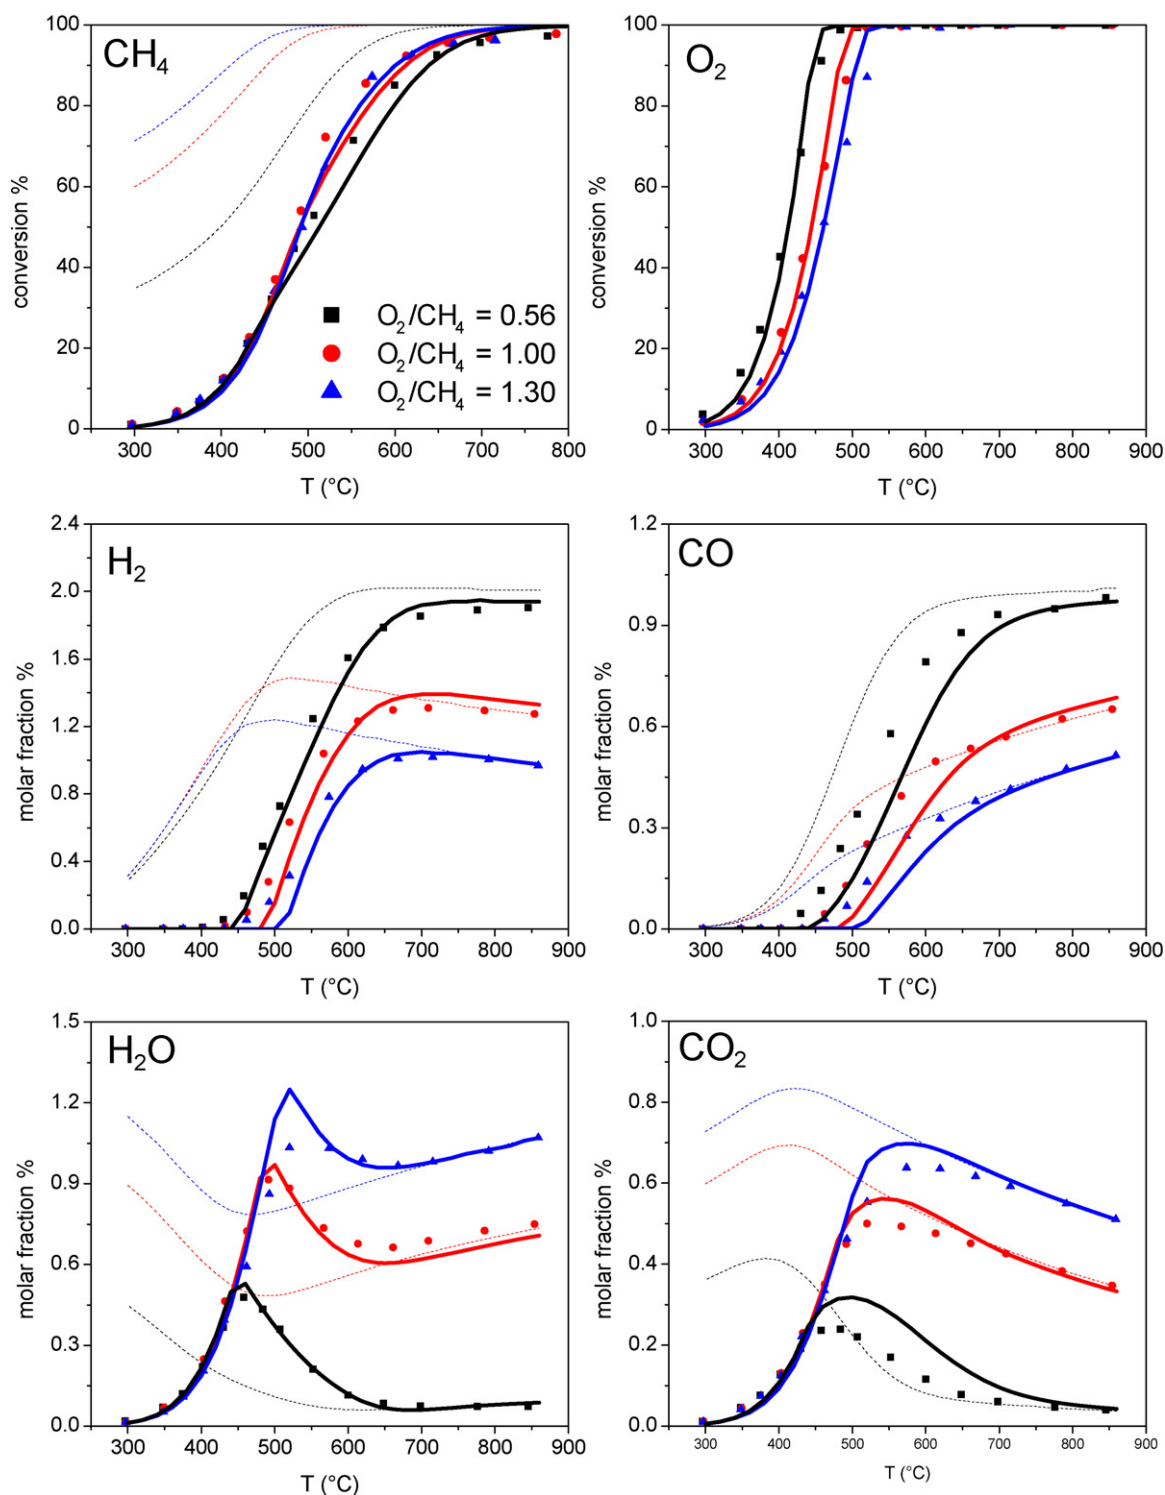 CH4
conversion %
100
80
60
40
20
0
O2/CH4 = 0.56
O2/CH4 = 1.00
O2/CH4 = 1.30
300 400 500 600 700 800
T (°C)
O2
conversion %
100
80
60
40
20
0
300 400 500 600 700 800 900
T (°C)
H2
molar fraction %
2.4
2.0
1.6
1.2
0.8
0.4
0.0
300 400 500 600 700 800 900
T (°C)
CO
molar fraction %
1.2
0.9
0.6
0.3
0.0
300 400 500 600 700 800 900
T (°C)
H2O
molar fraction %
1.5
1.2
0.9
0.6
0.3
0.0
300 400 500 600 700 800 900
T (°C)
CO2
molar fraction %
1.0
0.8
0.6
0.4
0.2
0.0
300 400 500 600 700 800 900
T (°C)